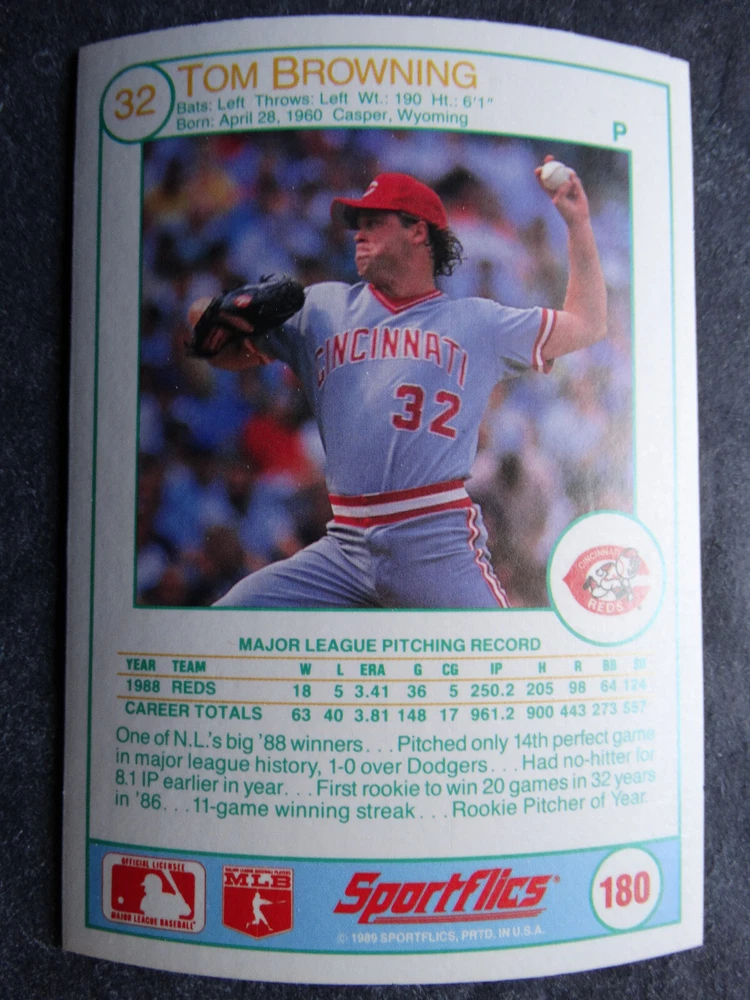 32
TOM BROWNING
Bats: Left Throws: Left Wt.: 190 Ht.: 6'1"
Born: April 28, 1960 Casper, Wyoming
P
CINCINNATI
32
CINCINNATI
REDS
MAJOR LEAGUE PITCHING RECORD
YEAR TEAM W L ERA G CG IP H R BB SO
1988 REDS 18 5 3.41 36 5 250.2 205 98 64 124
CAREER TOTALS 63 40 3.81 148 17 961.2 900 443 273 557
One of N.L.'s big '88 winners. . .Pitched only 14th perfect game
in major league history, 1-0 over Dodgers. . .Had no-hitter for
8.1 IP earlier in year. . .First rookie to win 20 games in 32 years
in '86. . .11-game winning streak. . .Rookie Pitcher of Year.
OFFICIAL LICENSEE
MAJOR LEAGUE BASEBALL
MAJOR LEAGUE BASEBALL PLAYERS
MLB
Sportflics®
180
© 1989 SPORTFLICS, PRTD. IN U.S.A.